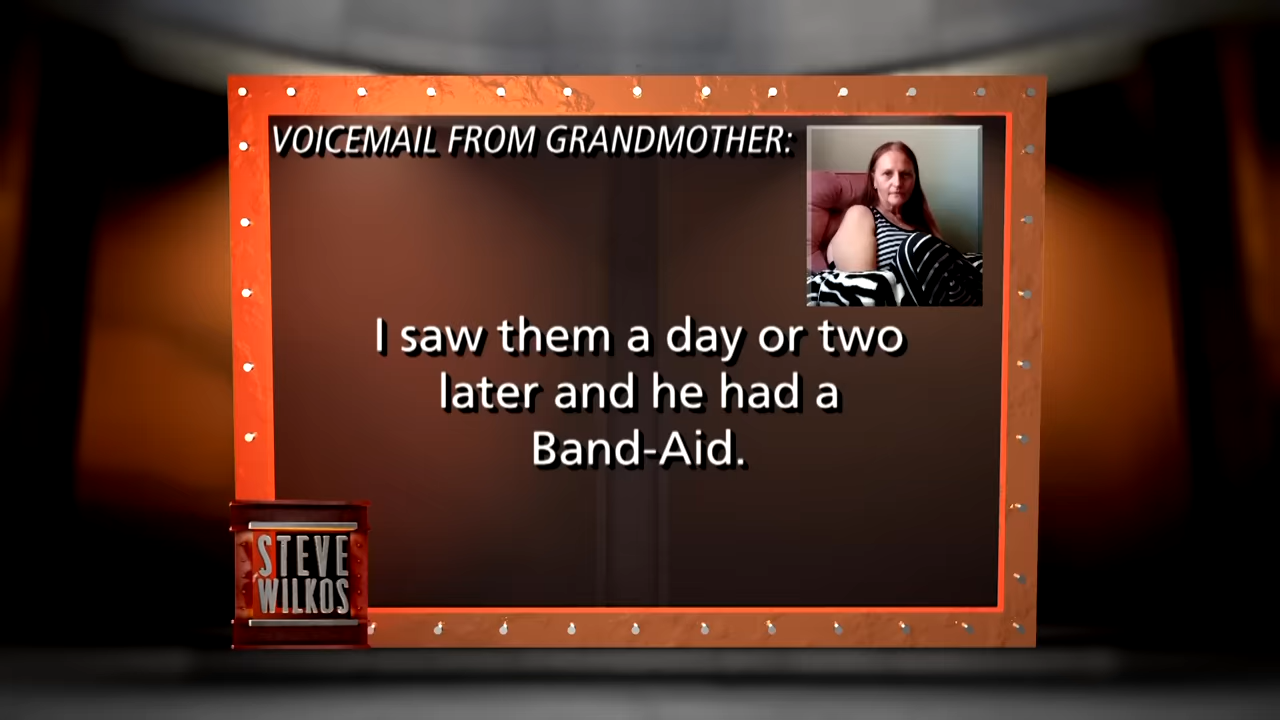 VOICEMAIL FROM GRANDMOTHER:
I saw them a day or two
later and he had a
Band-Aid.
STEVE
WILKOS